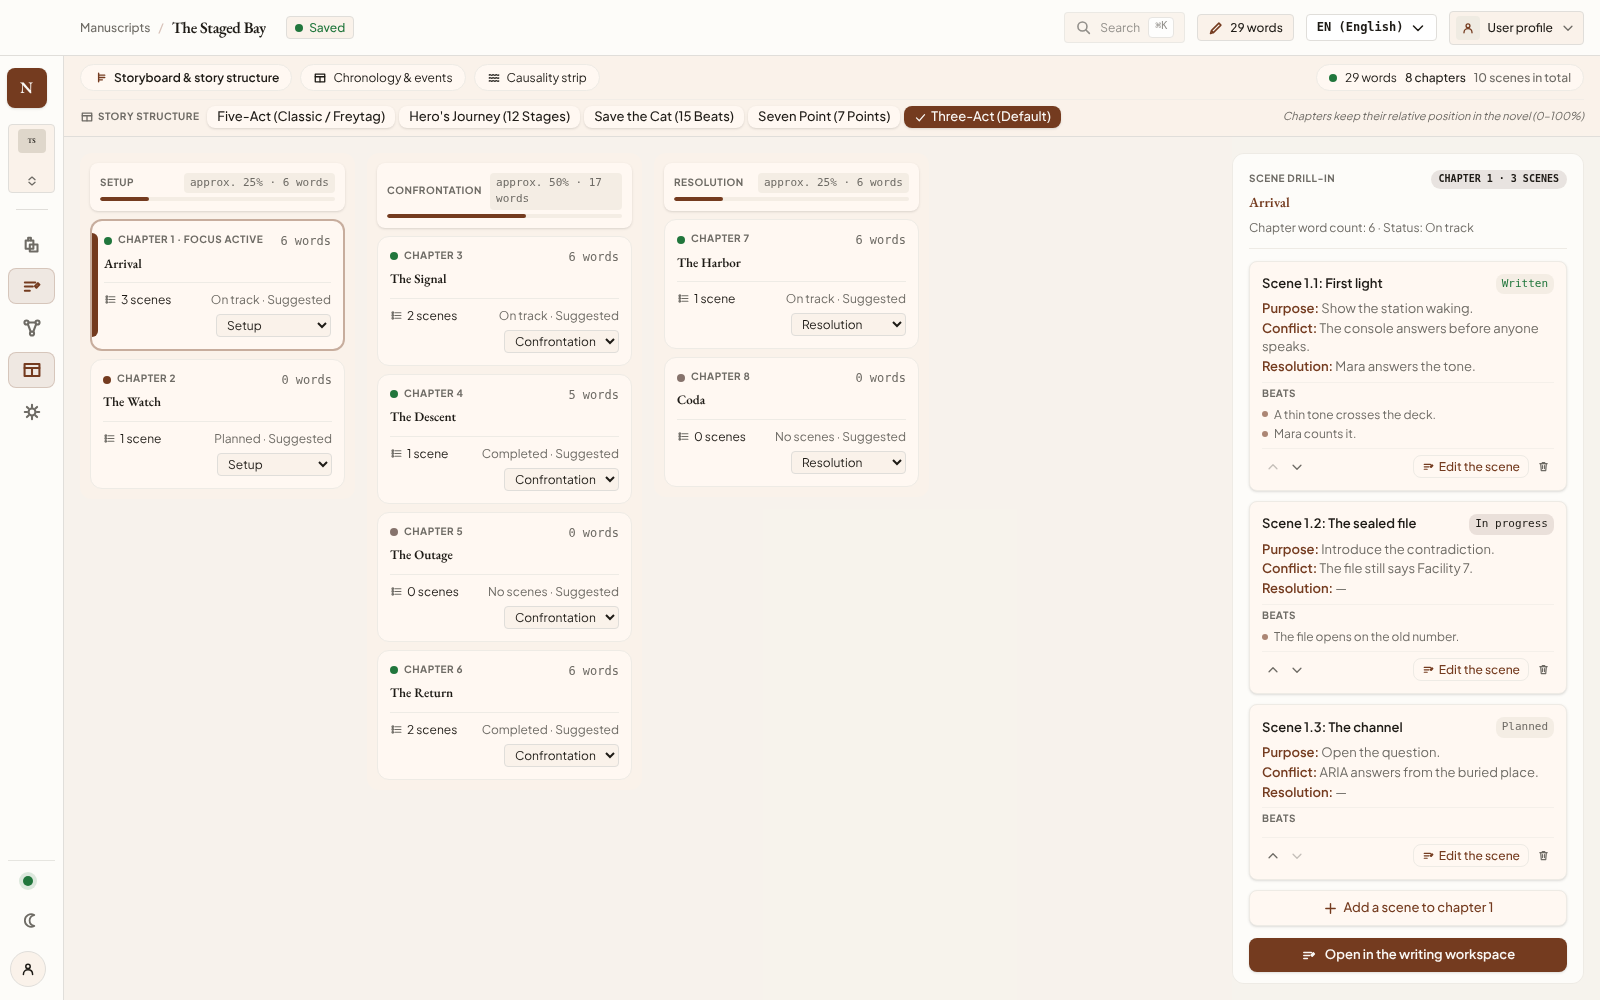 Manuscripts / The Staged Bay
Saved
Search ⌘K
29 words
EN (English)
User profile
N
TS
Storyboard & story structure
Chronology & events
Causality strip
29 words 8 chapters 10 scenes in total
STORY STRUCTURE
Five-Act (Classic / Freytag)
Hero's Journey (12 Stages)
Save the Cat (15 Beats)
Seven Point (7 Points)
Three-Act (Default)
Chapters keep their relative position in the novel (0–100%)
SETUP
approx. 25% · 6 words
CHAPTER 1 · FOCUS ACTIVE 6 words
Arrival
3 scenes On track · Suggested
Setup
CHAPTER 2 0 words
The Watch
1 scene Planned · Suggested
Setup
CONFRONTATION
approx. 50% · 17
words
CHAPTER 3 6 words
The Signal
2 scenes On track · Suggested
Confrontation
CHAPTER 4 5 words
The Descent
1 scene Completed · Suggested
Confrontation
CHAPTER 5 0 words
The Outage
0 scenes No scenes · Suggested
Confrontation
CHAPTER 6 6 words
The Return
2 scenes Completed · Suggested
Confrontation
RESOLUTION
approx. 25% · 6 words
CHAPTER 7 6 words
The Harbor
1 scene On track · Suggested
Resolution
CHAPTER 8 0 words
Coda
0 scenes No scenes · Suggested
Resolution
SCENE DRILL-IN
CHAPTER 1 · 3 SCENES
Arrival
Chapter word count: 6 · Status: On track
Scene 1.1: First light Written
Purpose: Show the station waking.
Conflict: The console answers before anyone
speaks.
Resolution: Mara answers the tone.
BEATS
A thin tone crosses the deck.
Mara counts it.
Edit the scene
Scene 1.2: The sealed file In progress
Purpose: Introduce the contradiction.
Conflict: The file still says Facility 7.
Resolution: —
BEATS
The file opens on the old number.
Edit the scene
Scene 1.3: The channel Planned
Purpose: Open the question.
Conflict: ARIA answers from the buried place.
Resolution: —
BEATS
Edit the scene
Add a scene to chapter 1
Open in the writing workspace